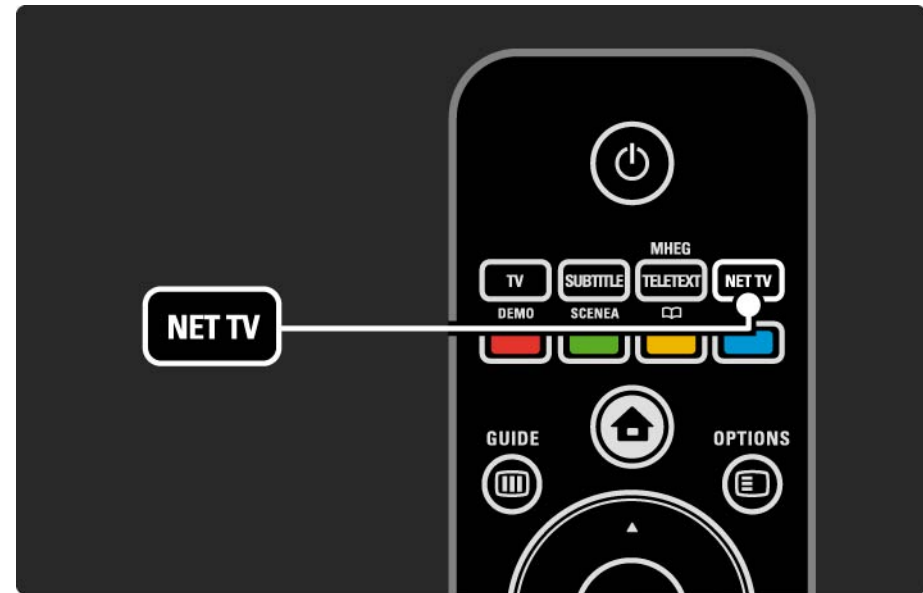 MHEG
TV SUBTITLE TELETEXT NET TV
DEMO SCENEA
NET TV
GUIDE OPTIONS